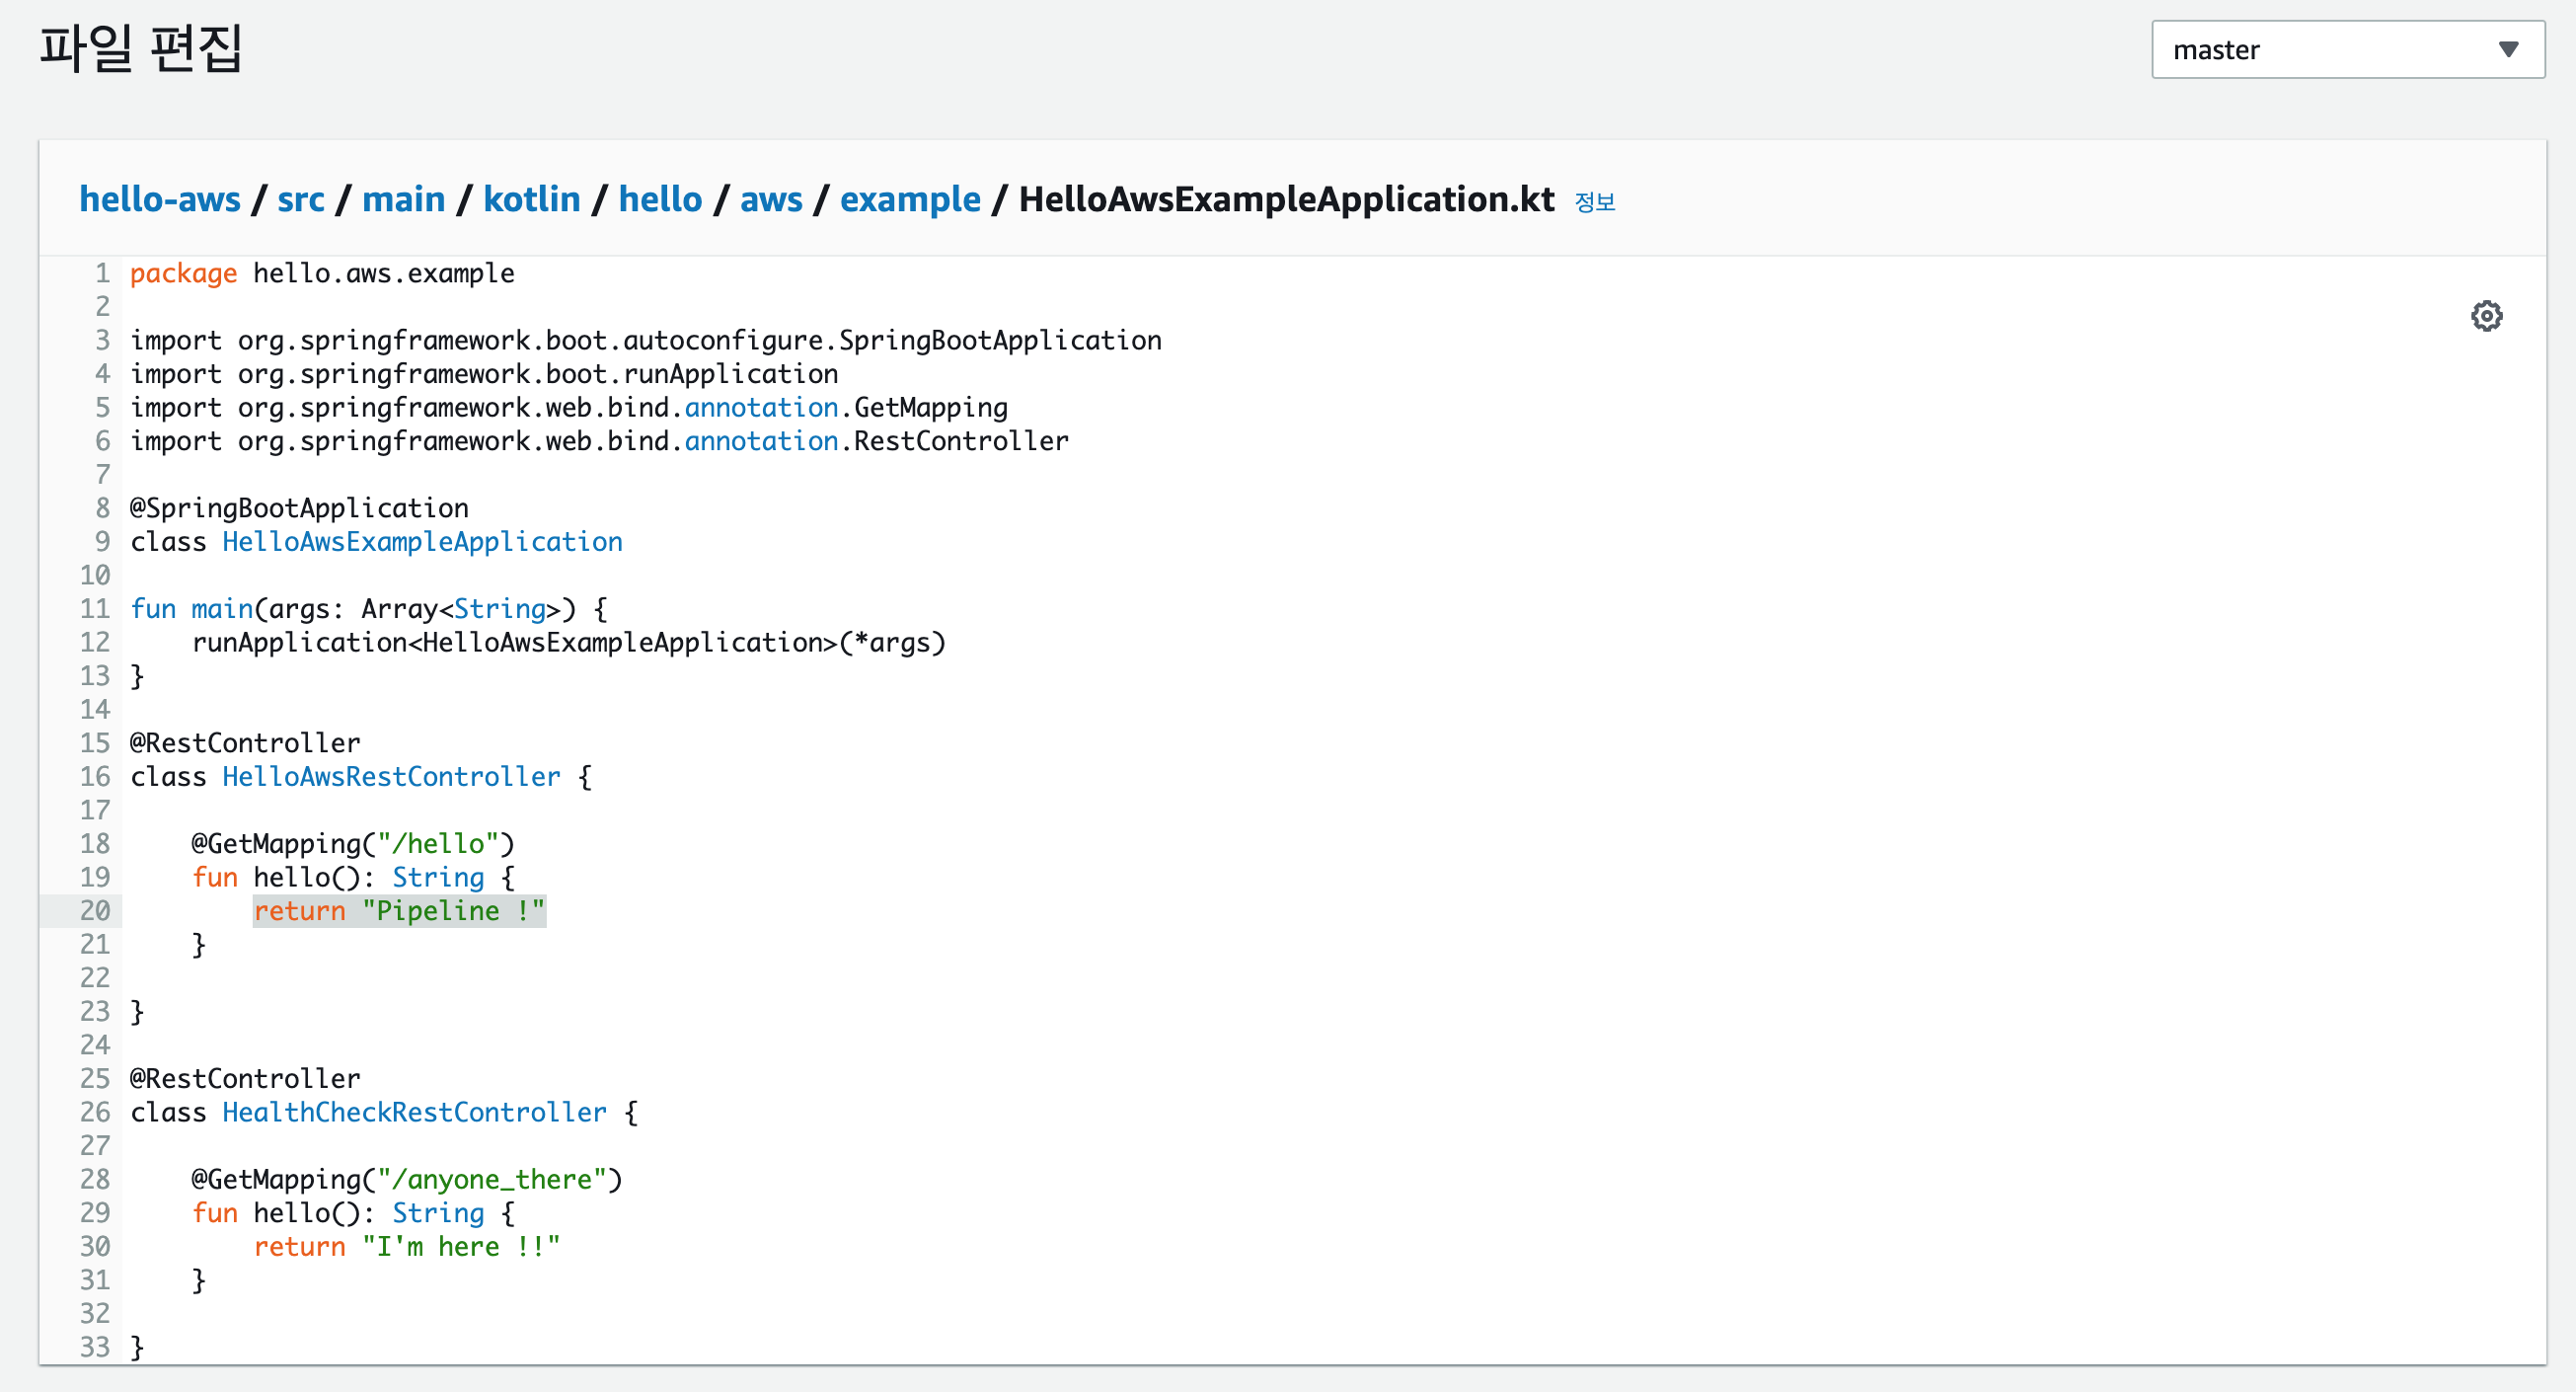 파일 편집
master
hello-aws / src / main / kotlin / hello / aws / example / HelloAwsExampleApplication.kt 정보
1 package hello.aws.example
2
3 import org.springframework.boot.autoconfigure.SpringBootApplication
4 import org.springframework.boot.runApplication
5 import org.springframework.web.bind.annotation.GetMapping
6 import org.springframework.web.bind.annotation.RestController
7
8 @SpringBootApplication
9 class HelloAwsExampleApplication
10
11 fun main(args: Array<String>) {
12     runApplication<HelloAwsExampleApplication>(*args)
13 }
14
15 @RestController
16 class HelloAwsRestController {
17
18     @GetMapping("/hello")
19     fun hello(): String {
20         return "Pipeline !"
21     }
22
23 }
24
25 @RestController
26 class HealthCheckRestController {
27
28     @GetMapping("/anyone_there")
29     fun hello(): String {
30         return "I'm here !!"
31     }
32
33 }